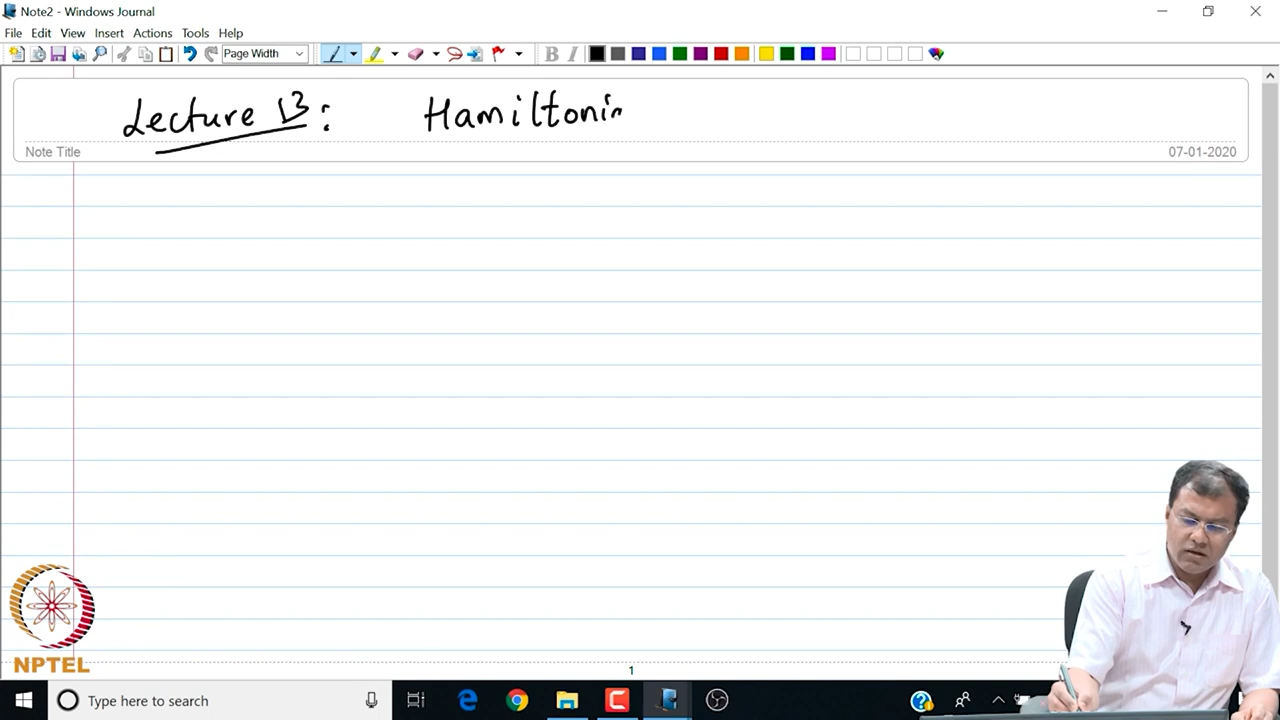 Note2 - Windows Journal
File Edit View Insert Actions Tools Help
Page Width
B I
Lecture 13: Hamiltonin
Note Title
07-01-2020
NPTEL
1
Type here to search